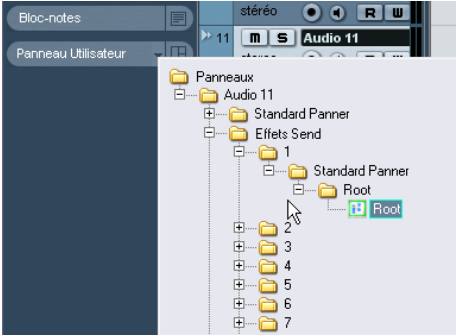 Bloc-notes
stéréo R W
11 m S Audio 11
Panneau Utilisateur
Panneaux
Audio 11
Standard Panner
Effets Send
1
Standard Panner
Root
Root
2
3
4
5
6
7